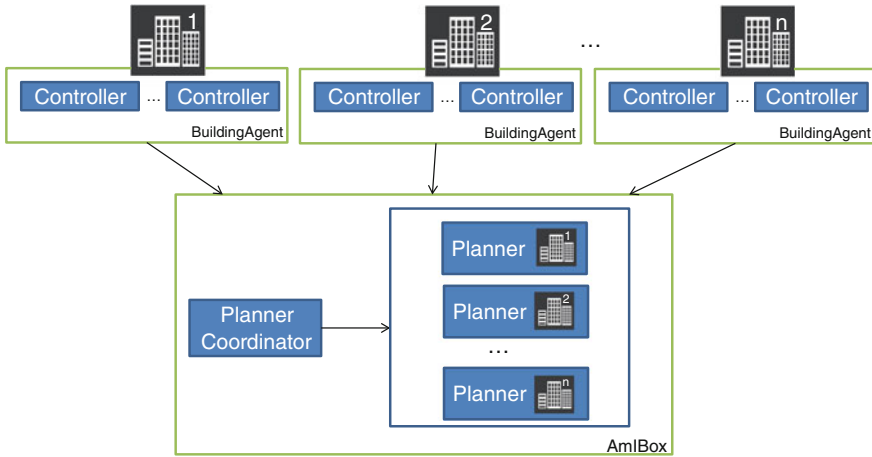 1
2
...
n
Controller ... Controller
BuildingAgent
Controller ... Controller
BuildingAgent
Controller ... Controller
BuildingAgent
Planner 1
Planner 2
...
Planner n
Planner
Coordinator
AmIBox